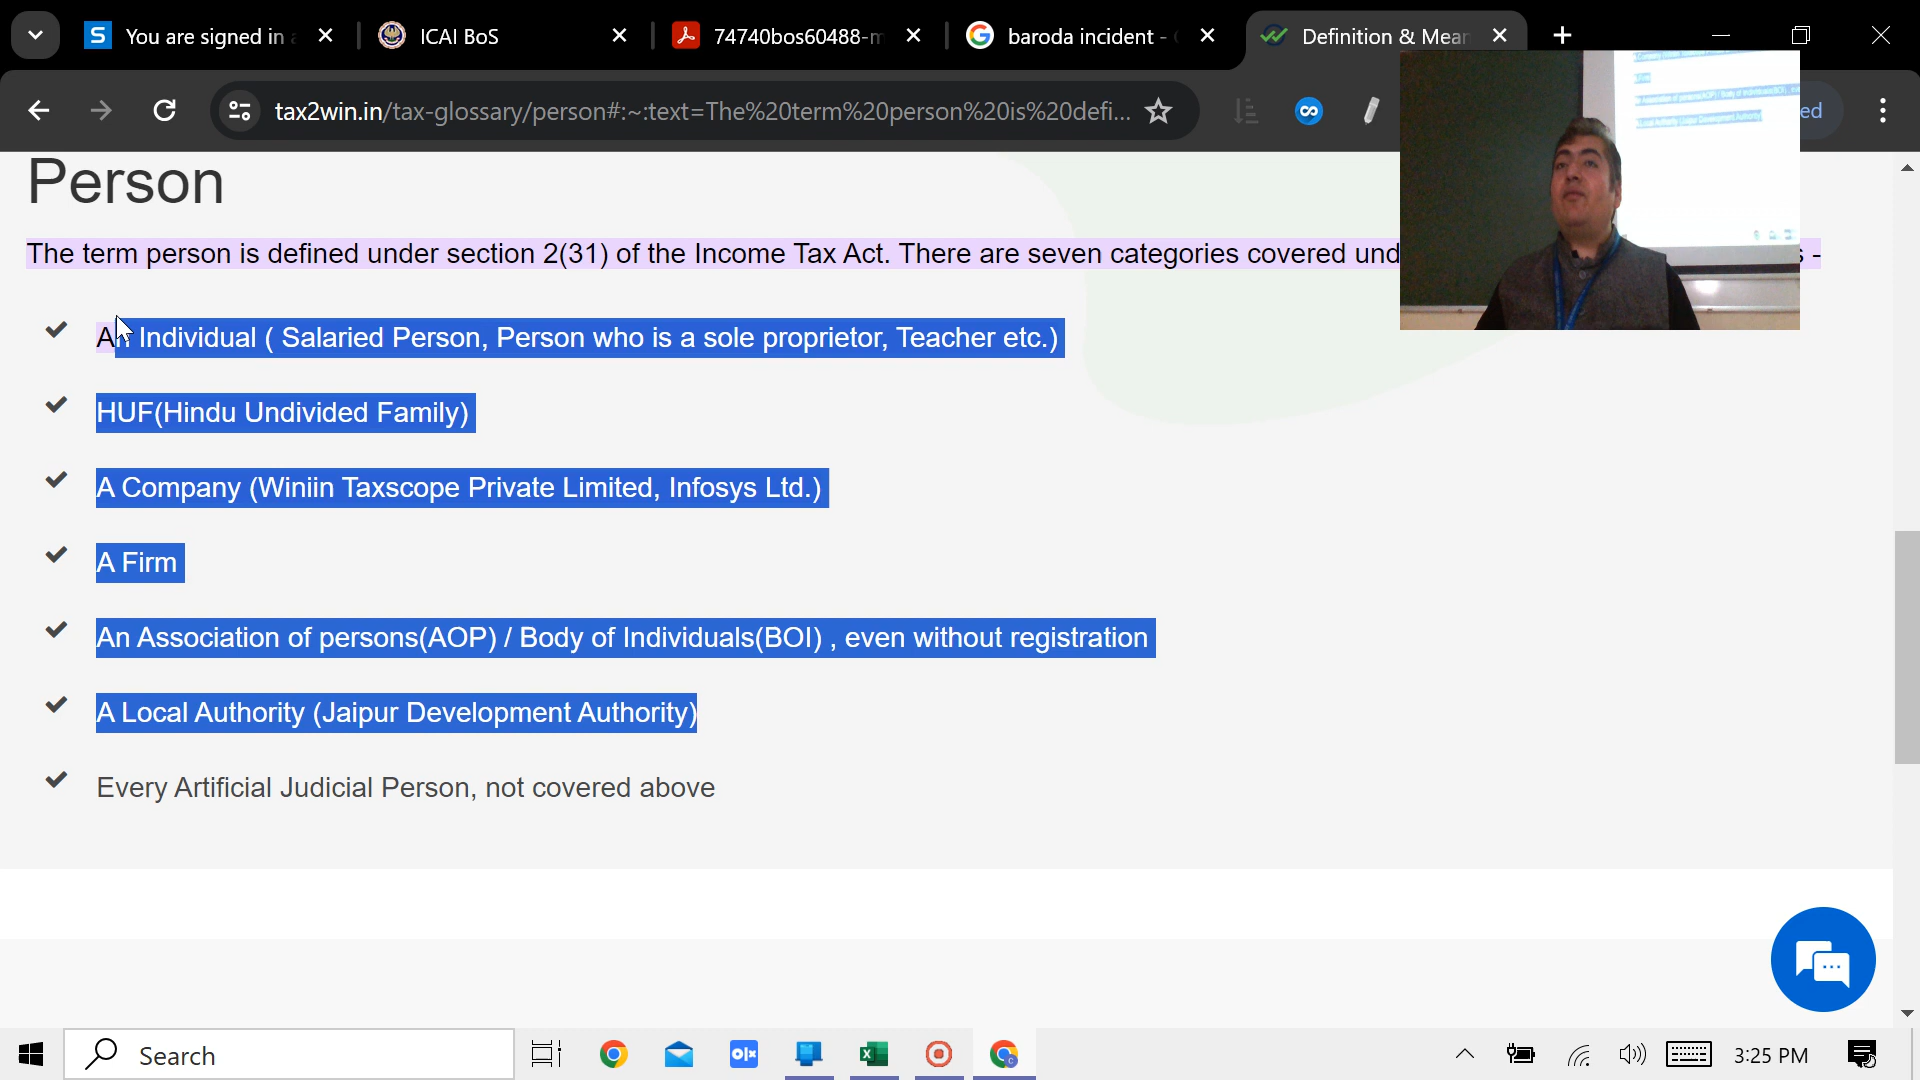 You are signed in a
ICAI BoS
74740bos60488-m
baroda incident -
Definition & Mean
tax2win.in/tax-glossary/person#:~:text=The%20term%20person%20is%20defi...
ed
Person
The term person is defined under section 2(31) of the Income Tax Act. There are seven categories covered und
s -
An Individual ( Salaried Person, Person who is a sole proprietor, Teacher etc.)
HUF(Hindu Undivided Family)
A Company (Winiin Taxscope Private Limited, Infosys Ltd.)
A Firm
An Association of persons(AOP) / Body of Individuals(BOI) , even without registration
A Local Authority (Jaipur Development Authority)
Every Artificial Judicial Person, not covered above
Search
3:25 PM